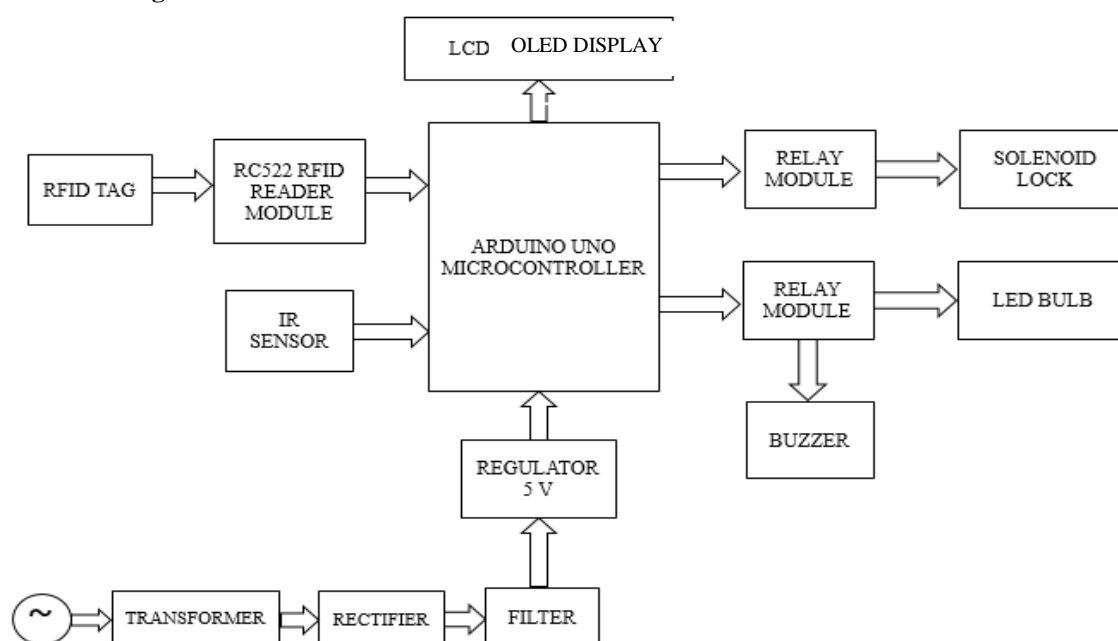 LCD OLED DISPLAY
RFID TAG
RC522 RFID
READER
MODULE
ARDUINO UNO
MICROCONTROLLER
RELAY
MODULE
SOLENOID
LOCK
IR
SENSOR
RELAY
MODULE
LED BULB
BUZZER
REGULATOR
5 V
~
TRANSFORMER
RECTIFIER
FILTER